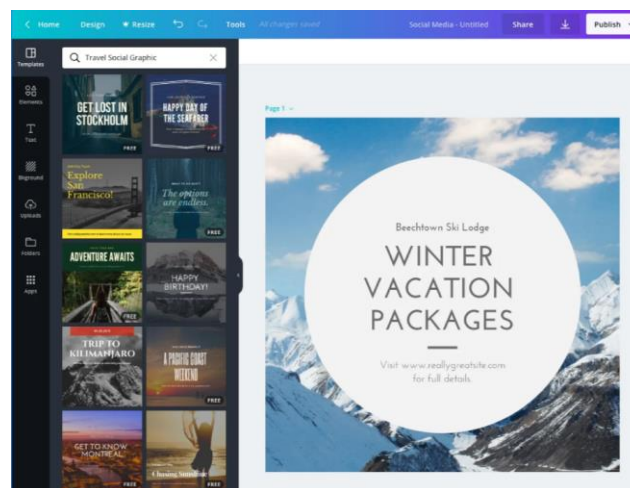 Home Design Resize Tools All changes saved Social Media - Untitled Share Publish
Templates
Elements
Text
Bkground
Uploads
Folders
Apps
Travel Social Graphic
GET LOST IN
STOCKHOLM
FREE
HAPPY DAY OF
THE SEAFARER
FREE
Explore
San
Francisco!
The options
are endless.
FREE
ADVENTURE AWAITS
FREE
HAPPY
BIRTHDAY!
TRIP TO
KILIMANJARO
A PACIFIC COAST
WEEKEND
FREE
GET TO KNOW
MONTREAL
FREE
Chasing Sunshine
FREE
Page 1
Beechtown Ski Lodge
WINTER
VACATION
PACKAGES
Visit www.reallygreatsite.com
for full details.